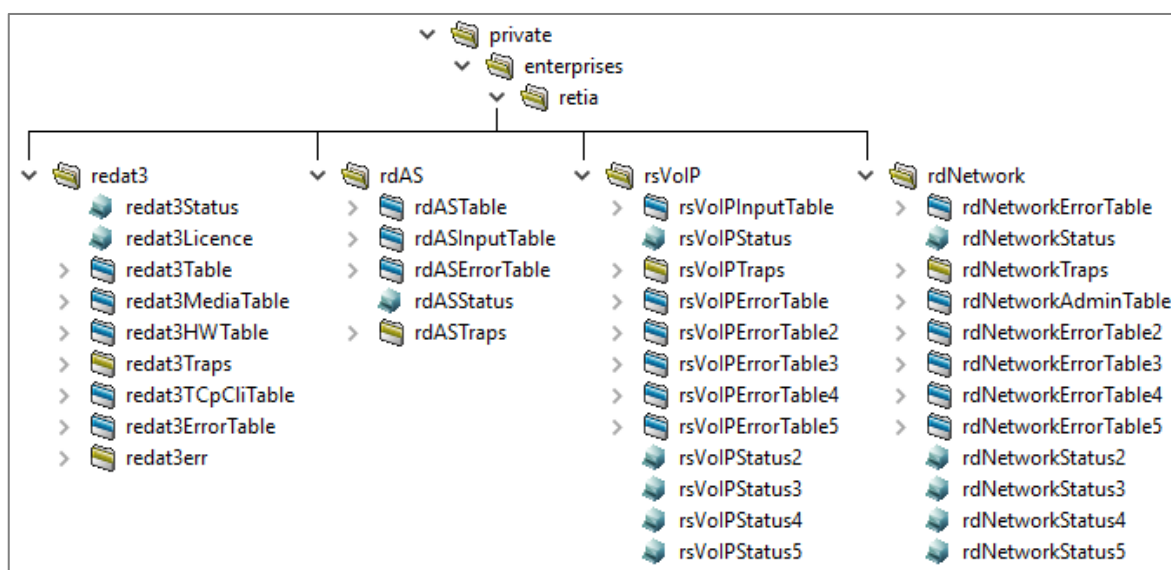 private
enterprises
retia
redat3
redat3Status
redat3Licence
redat3Table
redat3MediaTable
redat3HWTable
redat3Traps
redat3TCpCliTable
redat3ErrorTable
redat3err
rdAS
rdASTable
rdASInputTable
rdASErrorTable
rdASStatus
rdASTraps
rsVoIP
rsVoIPInputTable
rsVoIPStatus
rsVoIPTraps
rsVoIPErrorTable
rsVoIPErrorTable2
rsVoIPErrorTable3
rsVoIPErrorTable4
rsVoIPErrorTable5
rsVoIPStatus2
rsVoIPStatus3
rsVoIPStatus4
rsVoIPStatus5
rdNetwork
rdNetworkErrorTable
rdNetworkStatus
rdNetworkTraps
rdNetworkAdminTable
rdNetworkErrorTable2
rdNetworkErrorTable3
rdNetworkErrorTable4
rdNetworkErrorTable5
rdNetworkStatus2
rdNetworkStatus3
rdNetworkStatus4
rdNetworkStatus5